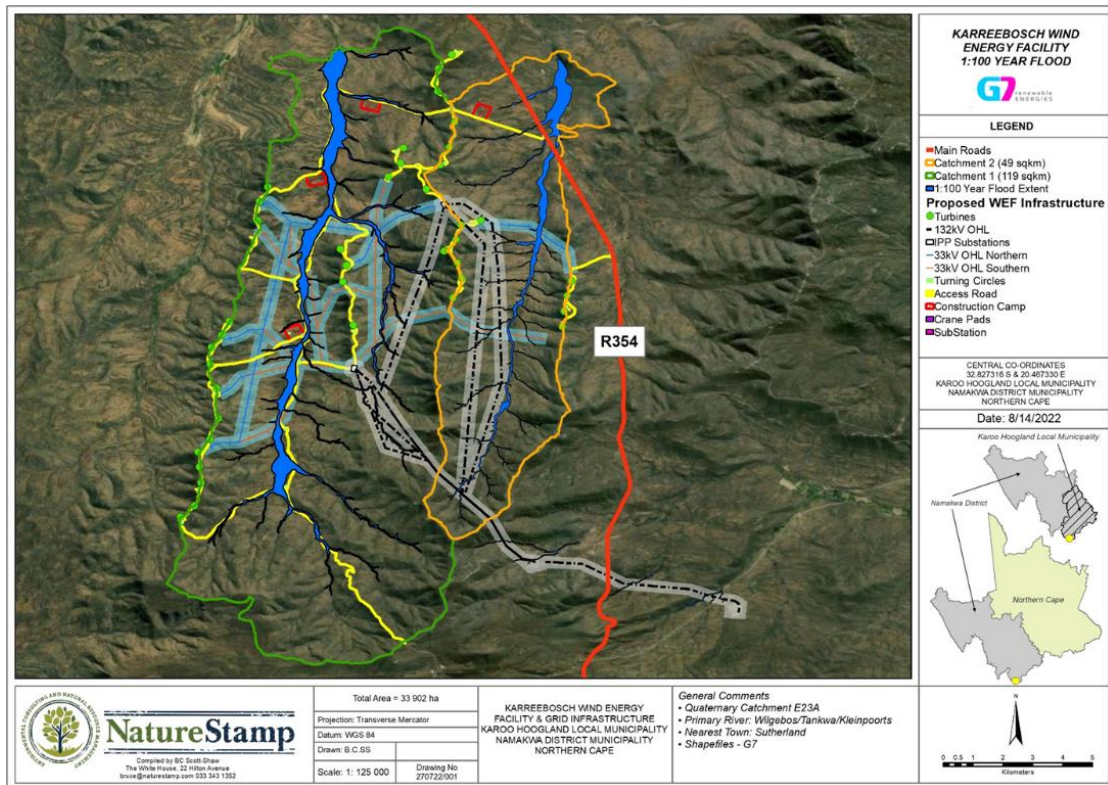 R354
KARREEBOSCH WIND
ENERGY FACILITY
1:100 YEAR FLOOD
G7 renewable
ENERGIES
LEGEND
Main Roads
Catchment 2 (49 sqkm)
Catchment 1 (119 sqkm)
1:100 Year Flood Extent
Proposed WEF Infrastructure
Turbines
132kV OHL
IPP Substations
33kV OHL Northern
33kV OHL Southern
Turning Circles
Access Road
Construction Camp
Crane Pads
SubStation
CENTRAL CO-ORDINATES
32.827316 S & 20.467330 E
KAROO HOOGLAND LOCAL MUNICIPALITY
NAMAKWA DISTRICT MUNICIPALITY
NORTHERN CAPE
Date: 8/14/2022
Karoo Hoogland Local Municipality
Namakwa District
Northern Cape
N
0 0.5 1 2 3 4 5
Kilometers
ENVIRONMENTAL CONSULTING AND NATURAL RESOURCE MANAGEMENT
NatureStamp
Compiled by BC Scott-Shaw
The White House, 22 Hilton Avenue
bruce@naturestamp.com 033 343 1352
Total Area = 33 902 ha
Projection: Transverse Mercator
Datum: WGS 84
Drawn: B.C.SS
Scale: 1: 125 000
Drawing No
270722/001
KARREEBOSCH WIND ENERGY
FACILITY & GRID INFRASTRUCTURE
KAROO HOOGLAND LOCAL MUNICIPALITY
NAMAKWA DISTRICT MUNICIPALITY
NORTHERN CAPE
General Comments
• Quaternary Catchment E23A
• Primary River: Wilgebos/Tankwa/Kleinpoorts
• Nearest Town: Sutherland
• Shapefiles - G7